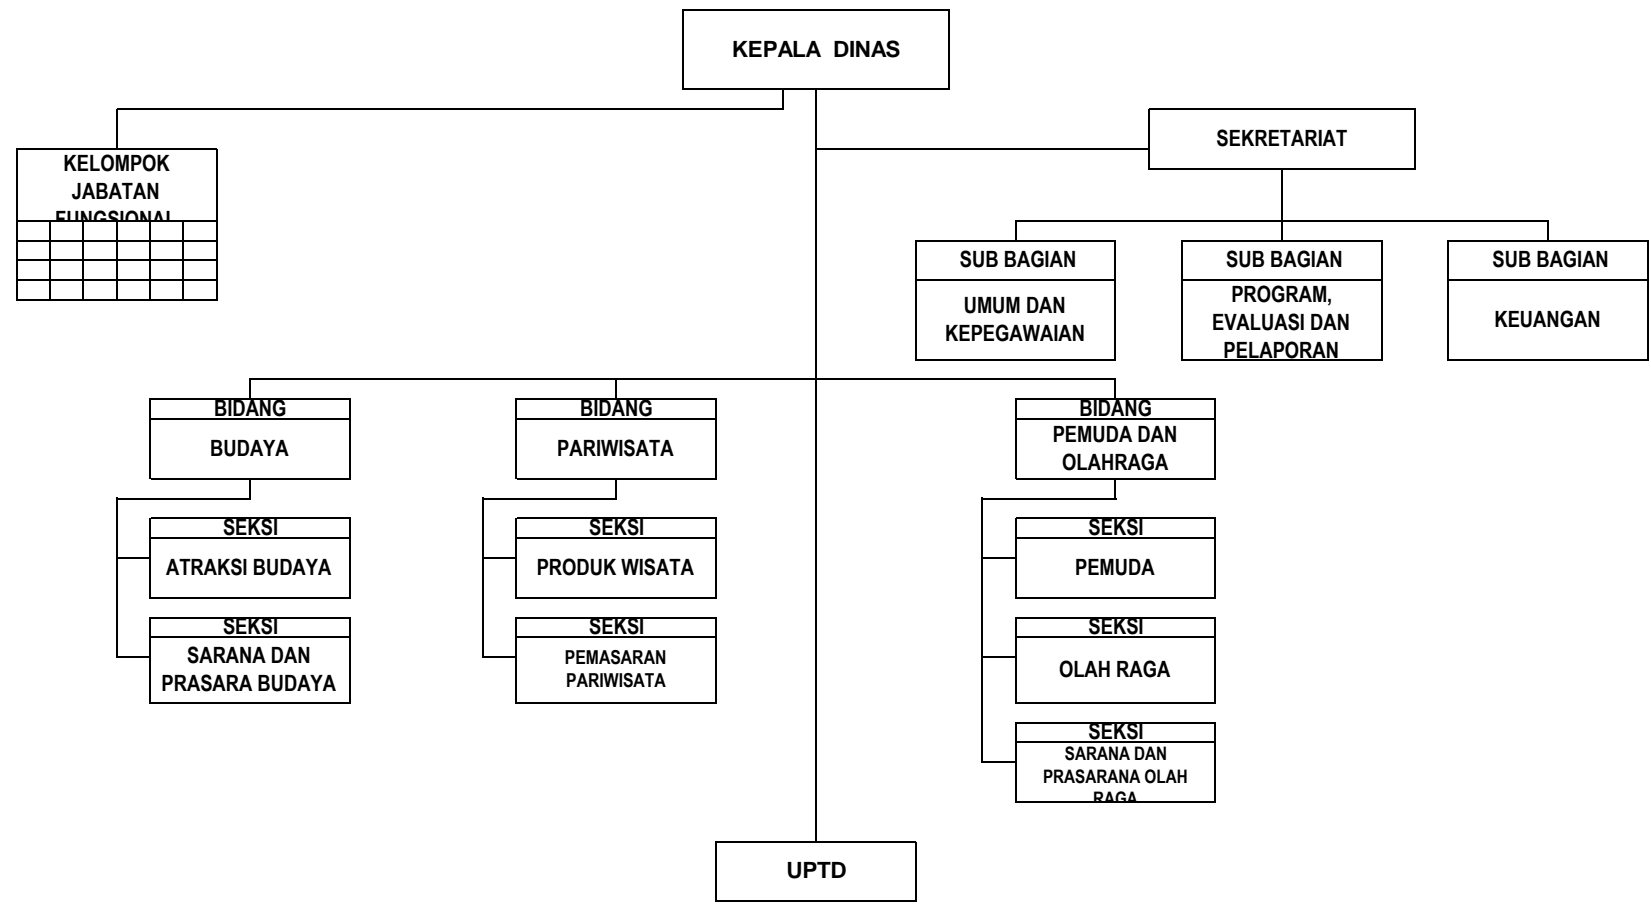 KEPALA DINAS
SEKRETARIAT
KELOMPOK
JABATAN
FUNGSIONAL
SUB BAGIAN
UMUM DAN
KEPEGAWAIAN
SUB BAGIAN
PROGRAM,
EVALUASI DAN
PELAPORAN
SUB BAGIAN
KEUANGAN
BIDANG
BUDAYA
BIDANG
PARIWISATA
BIDANG
PEMUDA DAN
OLAHRAGA
SEKSI
ATRAKSI BUDAYA
SEKSI
PRODUK WISATA
SEKSI
PEMUDA
SEKSI
SARANA DAN
PRASARA BUDAYA
SEKSI
PEMASARAN
PARIWISATA
SEKSI
OLAH RAGA
SEKSI
SARANA DAN
PRASARANA OLAH
RAGA
UPTD